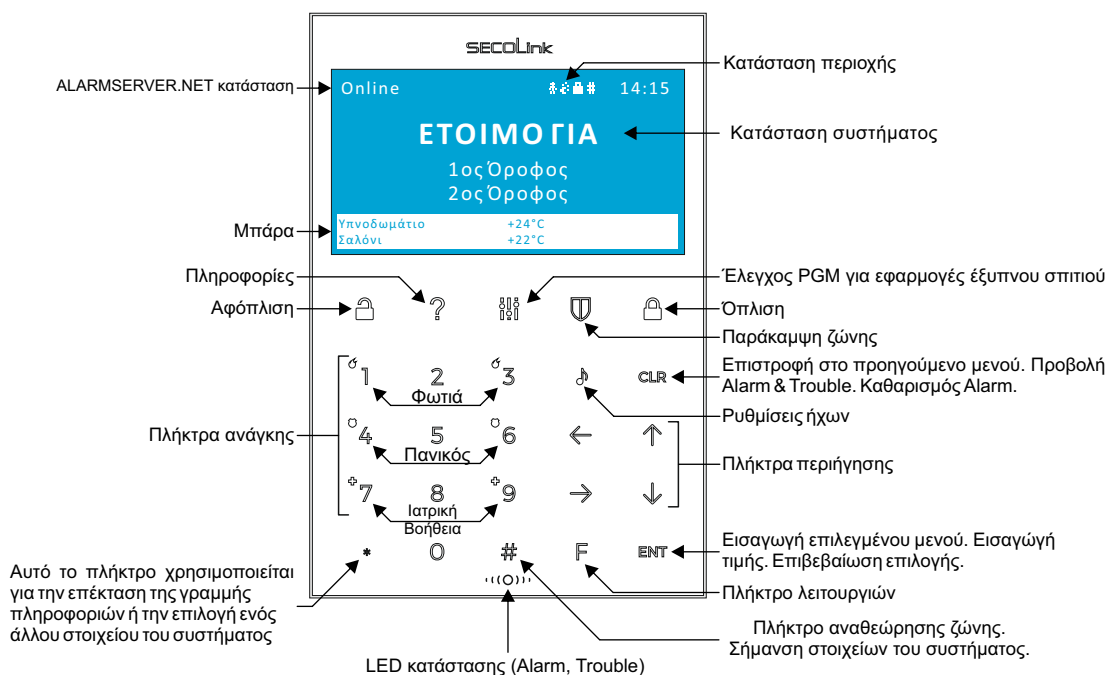 SECOLink
ALARMSERVER.NET κατάσταση
Online
14:15
Κατάσταση περιοχής
ΕΤΟΙΜΟ ΓΙΑ
Κατάσταση συστήματος
1ος Όροφος
2ος Όροφος
Μπάρα
Υπνοδωμάτιο +24°C
Σαλόνι +22°C
Πληροφορίες
Έλεγχος PGM για εφαρμογές έξυπνου σπιτιού
Αφόπλιση
?
Όπλιση
Παράκαμψη ζώνης
1 2 3 CLR
Φωτιά
Επιστροφή στο προηγούμενο μενού. Προβολή
Alarm & Trouble. Καθαρισμός Alarm.
Ρυθμίσεις ήχων
Πλήκτρα ανάγκης
4 5 6 ← ↑
Πανικός
Πλήκτρα περιήγησης
7 8 9 → ↓
Ιατρική
Βοήθεια
* 0 # F ENT
Εισαγωγή επιλεγμένου μενού. Εισαγώγή
τιμής. Επιβεβαίωση επιλογής.
Αυτό το πλήκτρο χρησιμοποιείται
για την επέκταση της γραμμής
πληροφοριών ή την επιλογή ενός
άλλου στοιχείου του συστήματος
Πλήκτρο λειτουργιών
Πλήκτρο αναθεώρησης ζώνης.
Σήμανση στοιχείων του συστήματος.
LED κατάστασης (Alarm, Trouble)